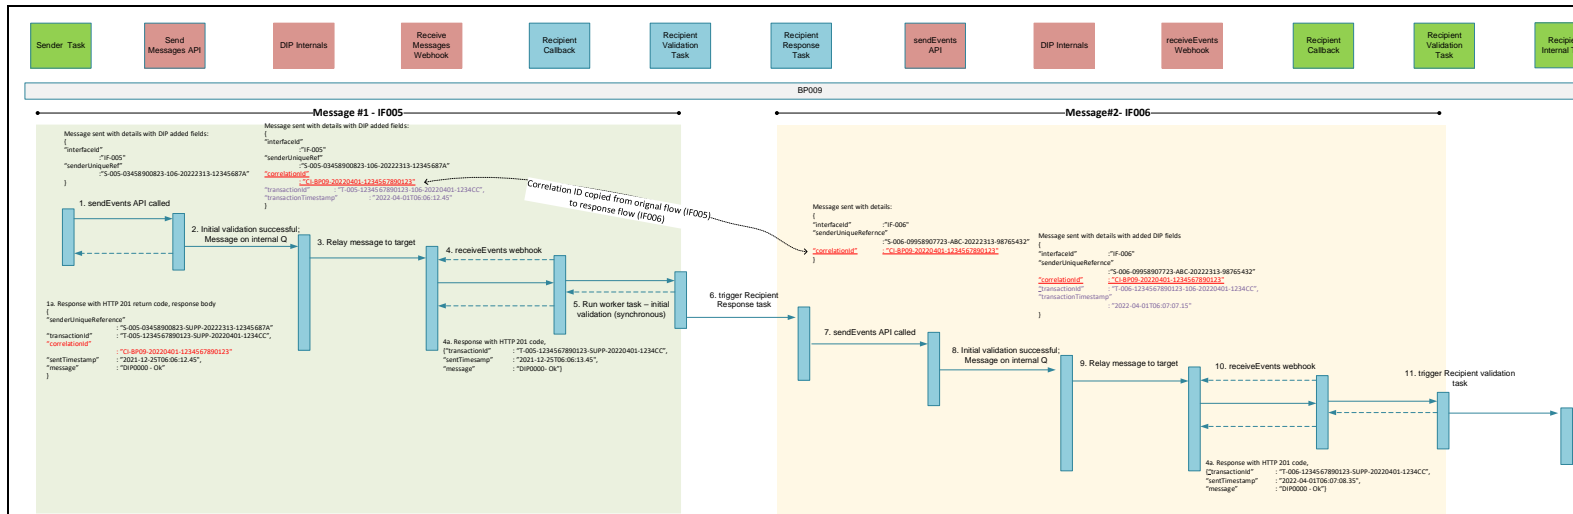 Sender Task
Send
Messages API
DIP Internals
Receive
Messages
Webhook
Recipient
Callback
Recipient
Validation
Task
Recipient
Response
Task
sendEvents
API
DIP Internals
receiveEvents
Webhook
Recipient
Callback
Recipient
Validation
Task
BP009
Message #1 - IF005
Message#2- IF006
Message sent with details with DIP added fields:
{
"interfaceId"
:"IF-005"
"senderUniqueRef"
:"S-005-03458900823-106-20222313-12345687A"
}
Message sent with details with DIP added fields:
{
"interfaceId"
:"IF-005"
"senderUniqueRef"
:"S-005-03458900823-106-20222313-12345687A"
"correlationId"
: "CI-BP09-20220401-1234567890123"
"transactionId" : "T-005-1234567890123-106-20220401-1234CC",
"transactionTimestamp" : "2022-04-01T06:06:12.45"
}
Correlation ID copied from orignal flow (IF005)
to response flow (IF006)
1. sendEvents API called
2. Initial validation successful;
Message on internal Q
3. Relay message to target
4. receiveEvents webhook
5. Run worker task – initial
validation (synchronous)
6. trigger Recipient
Response task
1a. Response with HTTP 201 return code, response body
{
"senderUniqueReference"
: "S-005-03458900823-SUPP-20222313-12345687A"
"transactionId" : "T-005-1234567890123-SUPP-20220401-1234CC",
"correlationId"
: "CI-BP09-20220401-1234567890123"
"sentTimestamp" : "2021-12-25T06:06:12.45",
"message" : "DIP0000 - Ok"
}
4a. Response with HTTP 201 code,
{"transactionId" : "T-005-1234567890123-SUPP-20220401-1234CC",
"sentTimesamp" : "2021-12-25T06:06:13.45",
"message" : "DIP0000 - Ok"}
Message sent with details:
{
"interfaceId" :"IF-006"
"senderUniqueRefernce"
:"S-006-09958907723-ABC-20222313-98765432"
"correlationId" : "CI-BP09-20220401-1234567890123"
}
Message sent with details with added DIP fields
{
"interfaceId" :"IF-006"
"senderUniqueRefernce"
:"S-006-09958907723-ABC-20222313-98765432"
"correlationId" : "CI-BP09-20220401-1234567890123"
"transactionId" : "T-006-1234567890123-106-20220401-1234CC",
"transactionTimestamp"
: "2022-04-01T06:07:07.15"
}
7. sendEvents API called
8. Initial validation successful;
Message on internal Q
9. Relay message to target
10. receiveEvents webhook
11. trigger Recipient validation
task
4a. Response with HTTP 201 code,
{"transactionId" : "T-006-1234567890123-SUPP-20220401-1234CC",
"sentTimestamp" : "2022-04-01T06:07:08.35",
"message" : "DIP0000 - Ok"}